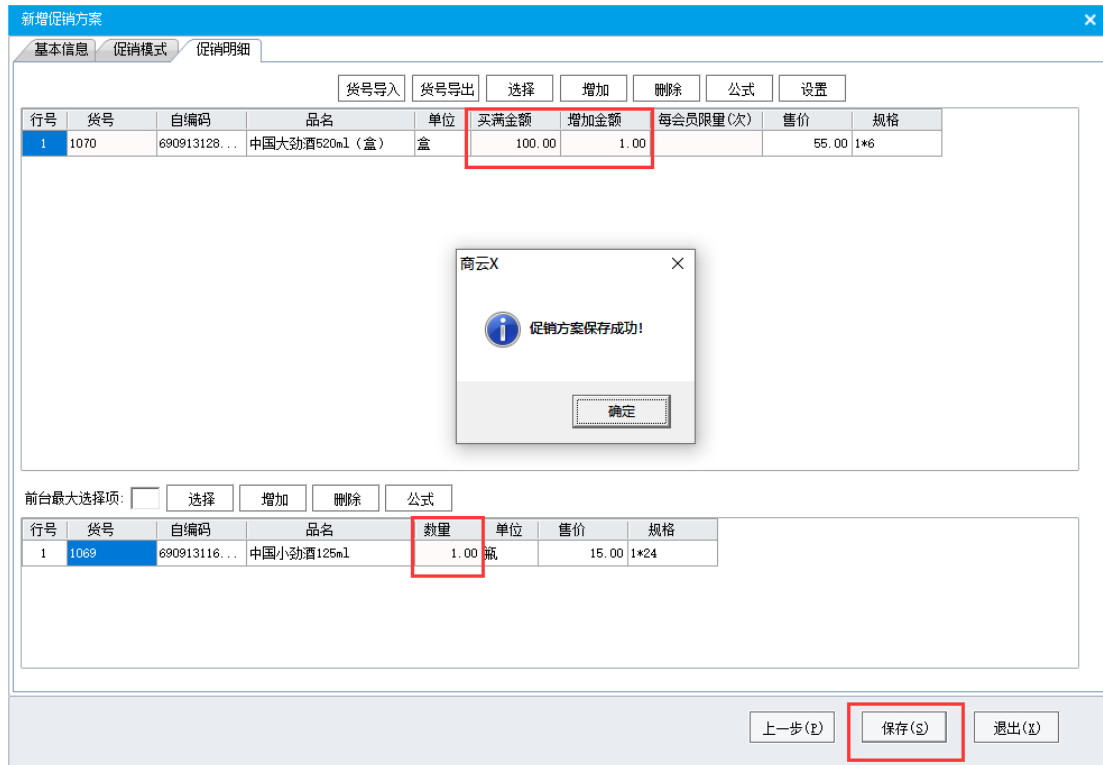 新增促销方案
基本信息 促销模式 促销明细
货号导入 货号导出 选择 增加 删除 公式 设置
行号 货号 自编码 品名 单位 买满金额 增加金额 每会员限量(次) 售价 规格
1 1070 690913128... 中国大劲酒520ml（盒） 盒 100.00 1.00 55.00 1*6
商云X
促销方案保存成功!
确定
前台最大选择项: 选择 增加 删除 公式
行号 货号 自编码 品名 数量 单位 售价 规格
1 1069 690913116... 中国小劲酒125ml 1.00 瓶 15.00 1*24
上一步(P) 保存(S) 退出(X)